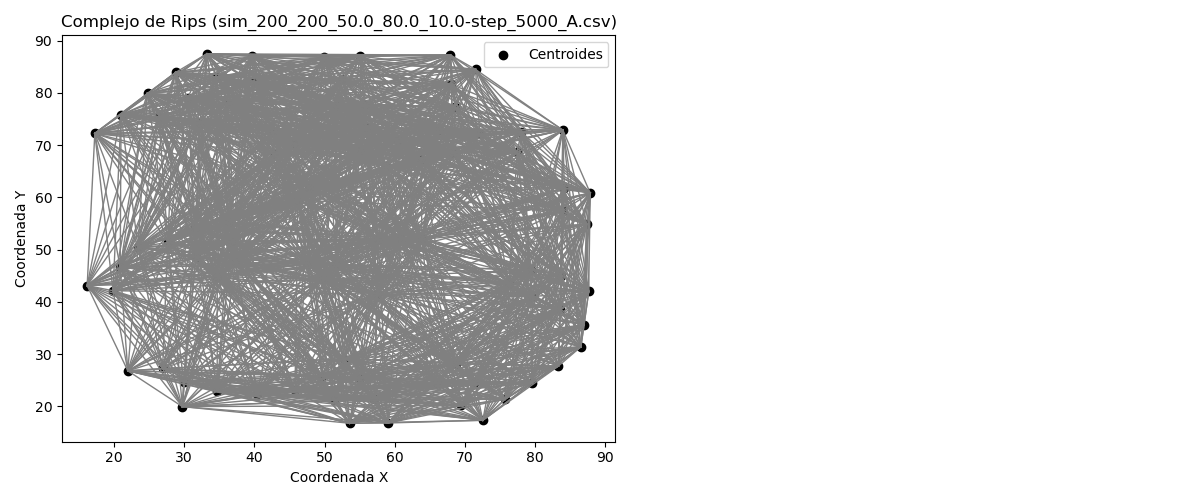 Complejo de Rips (sim_200_200_50.0_80.0_10.0-step_5000_A.csv)
90
80
70
60
50
40
30
20
Coordenada Y
Centroides
20 30 40 50 60 70 80 90
Coordenada X